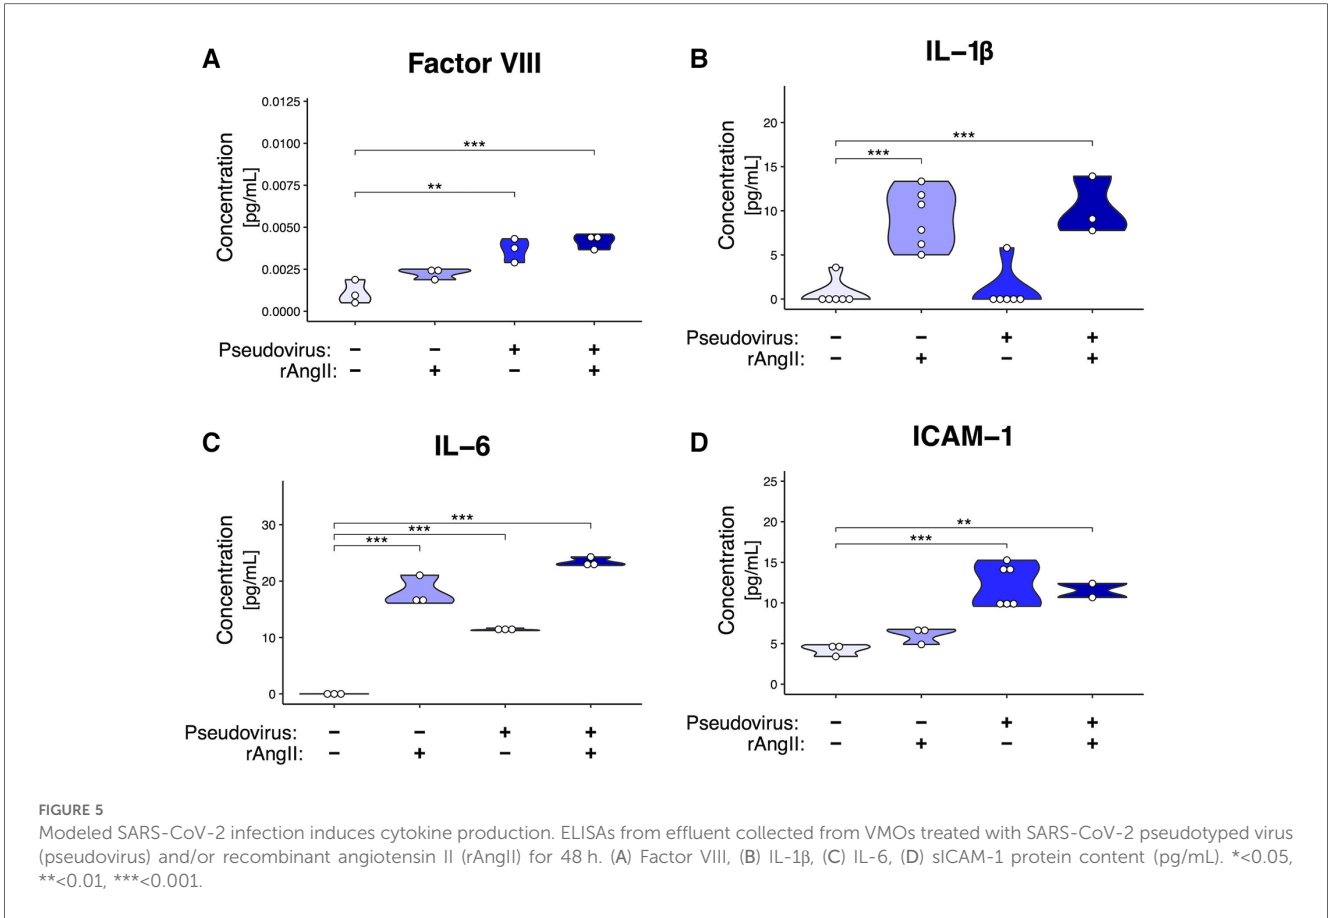 A
Factor VIII
Concentration
[pg/mL]
0.0125
0.0100
0.0075
0.0050
0.0025
0.0000
***
**
Pseudovirus: − − + +
rAngII: − + − +
B
IL−1β
Concentration
[pg/mL]
20
15
10
5
0
***
***
Pseudovirus: − − + +
rAngII: − + − +
C
IL−6
Concentration
[pg/mL]
30
20
10
0
***
***
***
Pseudovirus: − − + +
rAngII: − + − +
D
ICAM−1
Concentration
[pg/mL]
25
20
15
10
5
0
**
***
Pseudovirus: − − + +
rAngII: − + − +
FIGURE 5
Modeled SARS-CoV-2 infection induces cytokine production. ELISAs from effluent collected from VMOs treated with SARS-CoV-2 pseudotyped virus
(pseudovirus) and/or recombinant angiotensin II (rAngII) for 48 h. (A) Factor VIII, (B) IL-1β, (C) IL-6, (D) sICAM-1 protein content (pg/mL). *<0.05,
**<0.01, ***<0.001.